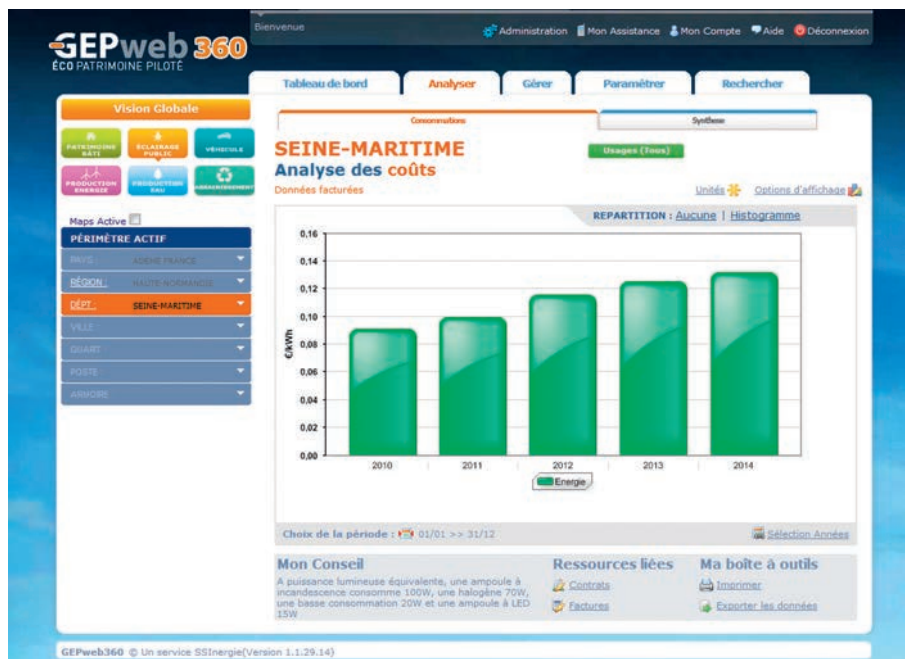 Bienvenue
Administration Mon Assistance Mon Compte Aide Déconnexion
GEPweb 360
ÉCO PATRIMOINE PILOTÉ
Tableau de bord Analyser Gérer Paramétrer Rechercher
Vision Globale
Consommations Synthese
PATRIMOINE BÂTI
ÉCLAIRAGE PUBLIC
VÉHICULE
PRODUCTION ENERGIE
PRODUCTION EAU
ASSAINISSEMENT
SEINE-MARITIME
Usages (Tous)
Analyse des coûts
Données facturées
Unités Options d'affichage
Maps Active
PÉRIMÈTRE ACTIF
PAYS : ADEME FRANCE
RÉGION : HAUTE NORMANDIE
DÉPT : SEINE-MARITIME
VILLE :
QUART :
POSTE :
ARMOIRE
REPARTITION : Aucune | Histogramme
0,16
0,14
0,12
0,10
0,08
0,06
0,04
0,02
0,00
€/kWh
2010 2011 2012 2013 2014
Energie
Choix de la période : 01/01 >> 31/12
Sélection Années
Mon Conseil
A puissance lumineuse équivalente, une ampoule à
incandescence consomme 100W, une halogène 70W,
une basse consommation 20W et une ampoule à LED
15W
Ressources liées
Contrats
Factures
Ma boîte à outils
Imprimer
Exporter les données
GEPweb360 © Un service SSInergie(Version 1.1.29.14)